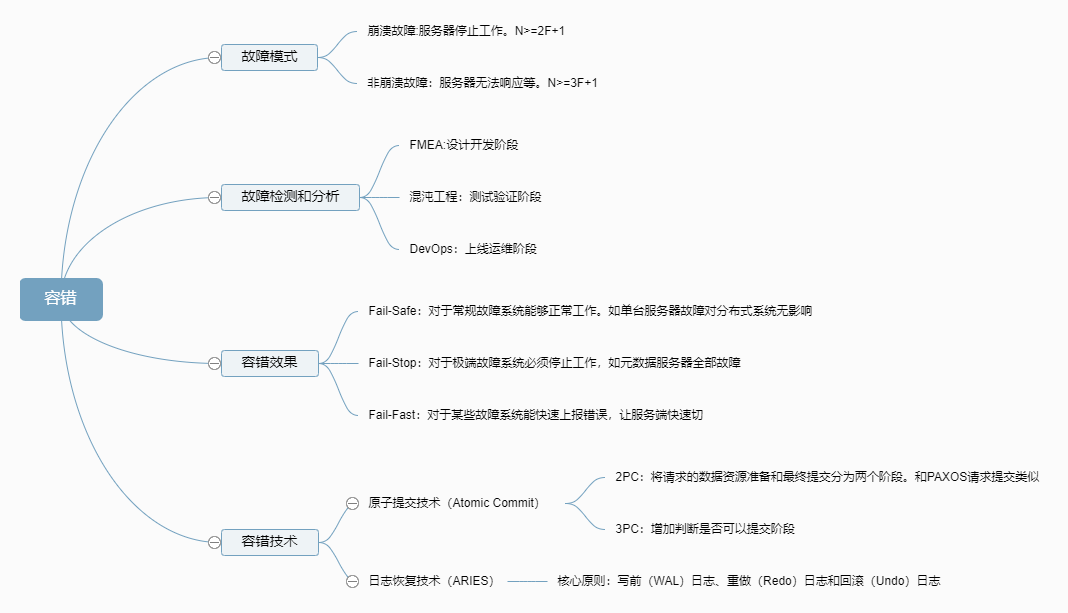 容错
故障模式
崩溃故障:服务器停止工作。N>=2F+1
非崩溃故障：服务器无法响应等。N>=3F+1
故障检测和分析
FMEA:设计开发阶段
混沌工程：测试验证阶段
DevOps：上线运维阶段
容错效果
Fail-Safe：对于常规故障系统能够正常工作。如单台服务器故障对分布式系统无影响
Fail-Stop：对于极端故障系统必须停止工作，如元数据服务器全部故障
Fail-Fast：对于某些故障系统能快速上报错误，让服务端快速切
容错技术
原子提交技术（Atomic Commit）
2PC：将请求的数据资源准备和最终提交分为两个阶段。和PAXOS请求提交类似
3PC：增加判断是否可以提交阶段
日志恢复技术（ARIES）
核心原则：写前（WAL）日志、重做（Redo）日志和回滚（Undo）日志